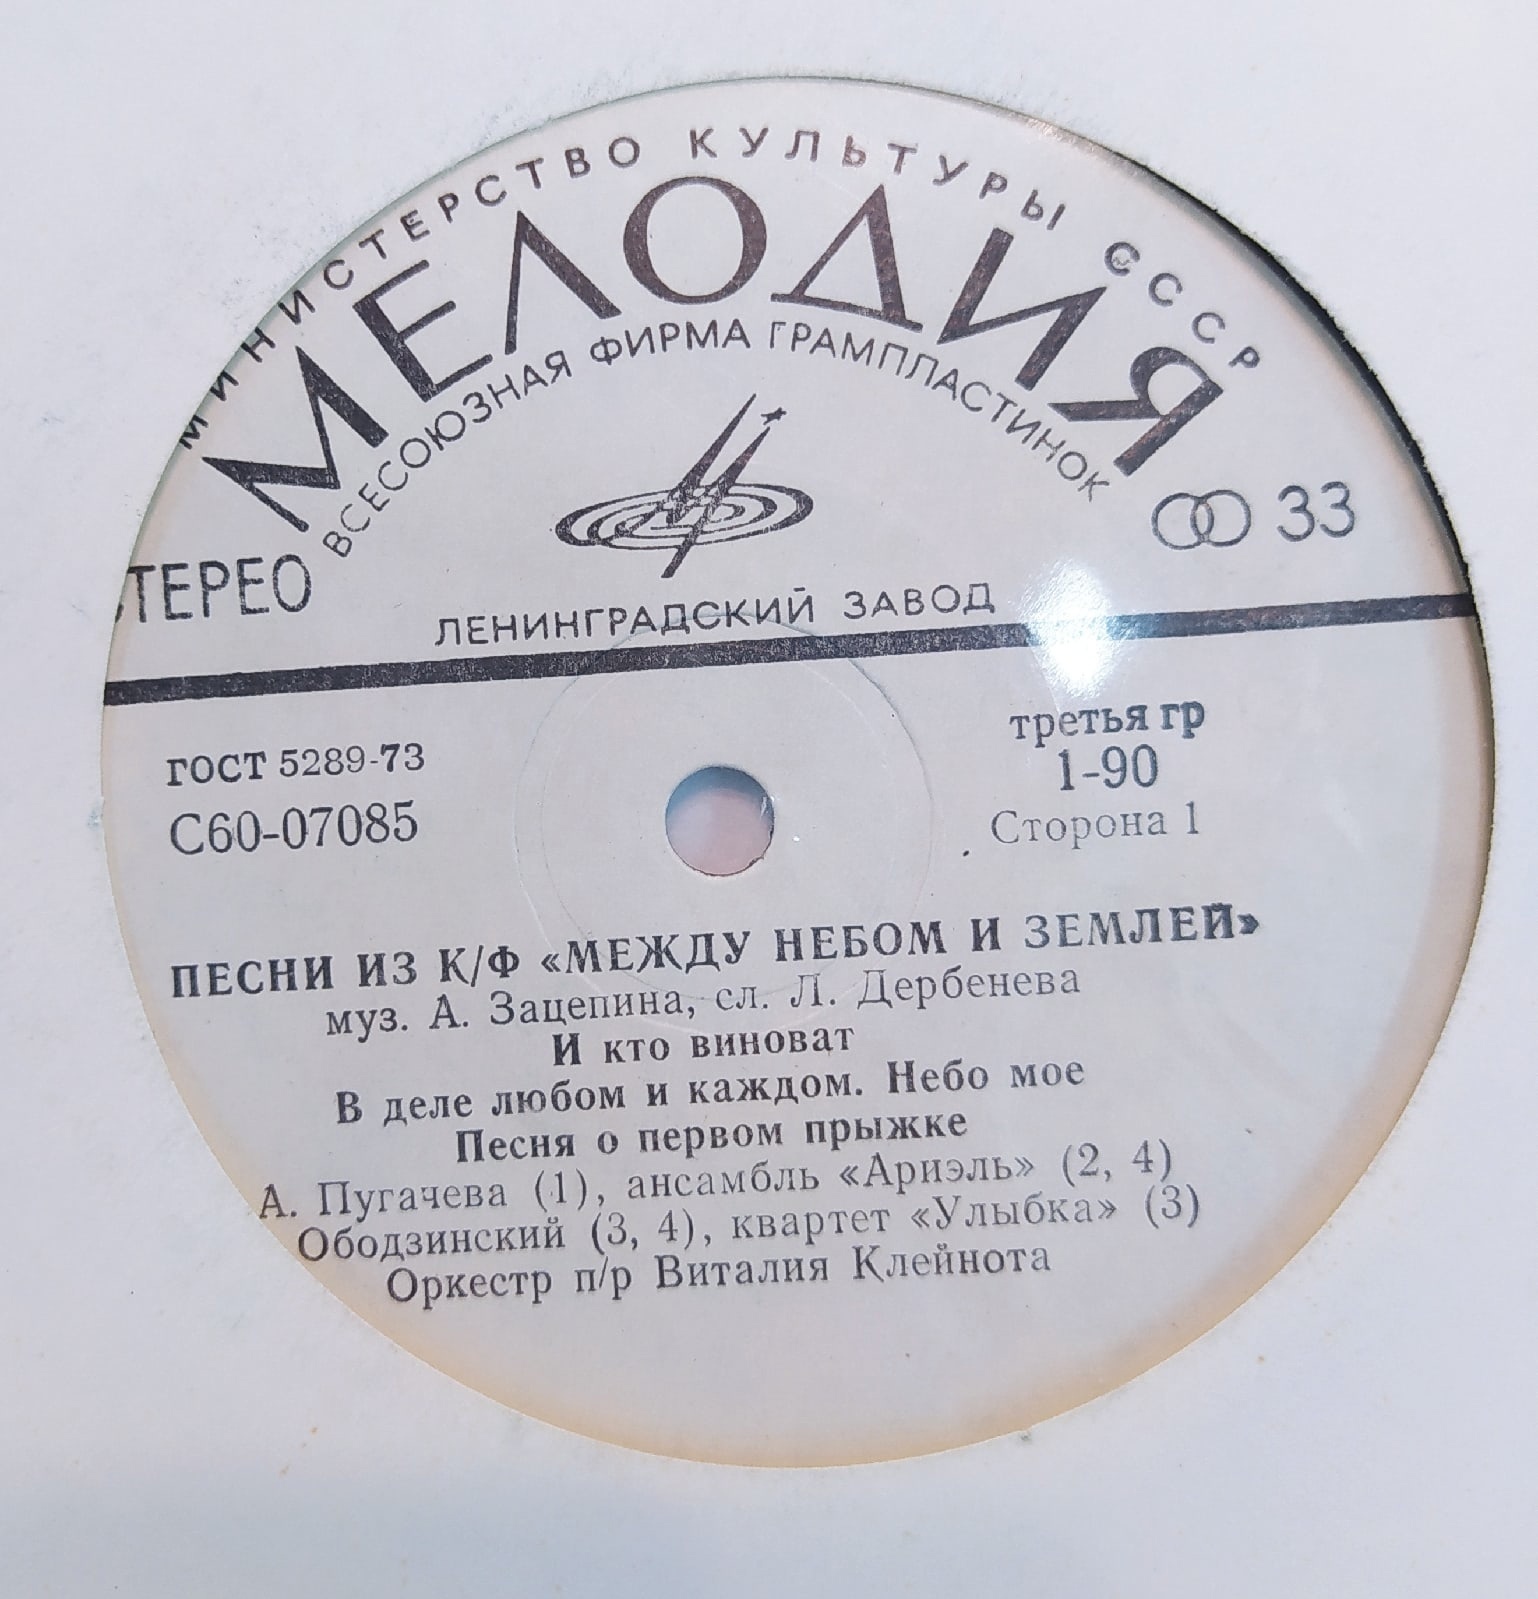 МИНИСТЕРСТВО КУЛЬТУРЫ СССР
МЕЛОДИЯ
ВСЕСОЮЗНАЯ ФИРМА ГРАМПЛАСТИНОК
СТЕРЕО
33
ЛЕНИНГРАДСКИЙ ЗАВОД
ГОСТ 5289-73
С60-07085
третья гр
1-90
Сторона 1
ПЕСНИ ИЗ К/Ф «МЕЖДУ НЕБОМ И ЗЕМЛЕЙ»
муз. А. Зацепина, сл. Л. Дербенева
И кто виноват
В деле любом и каждом. Небо мое
Песня о первом прыжке
А. Пугачева (1), ансамбль «Ариэль» (2, 4)
Ободзинский (3, 4), квартет «Улыбка» (3)
Оркестр п/р Виталия Клейнота